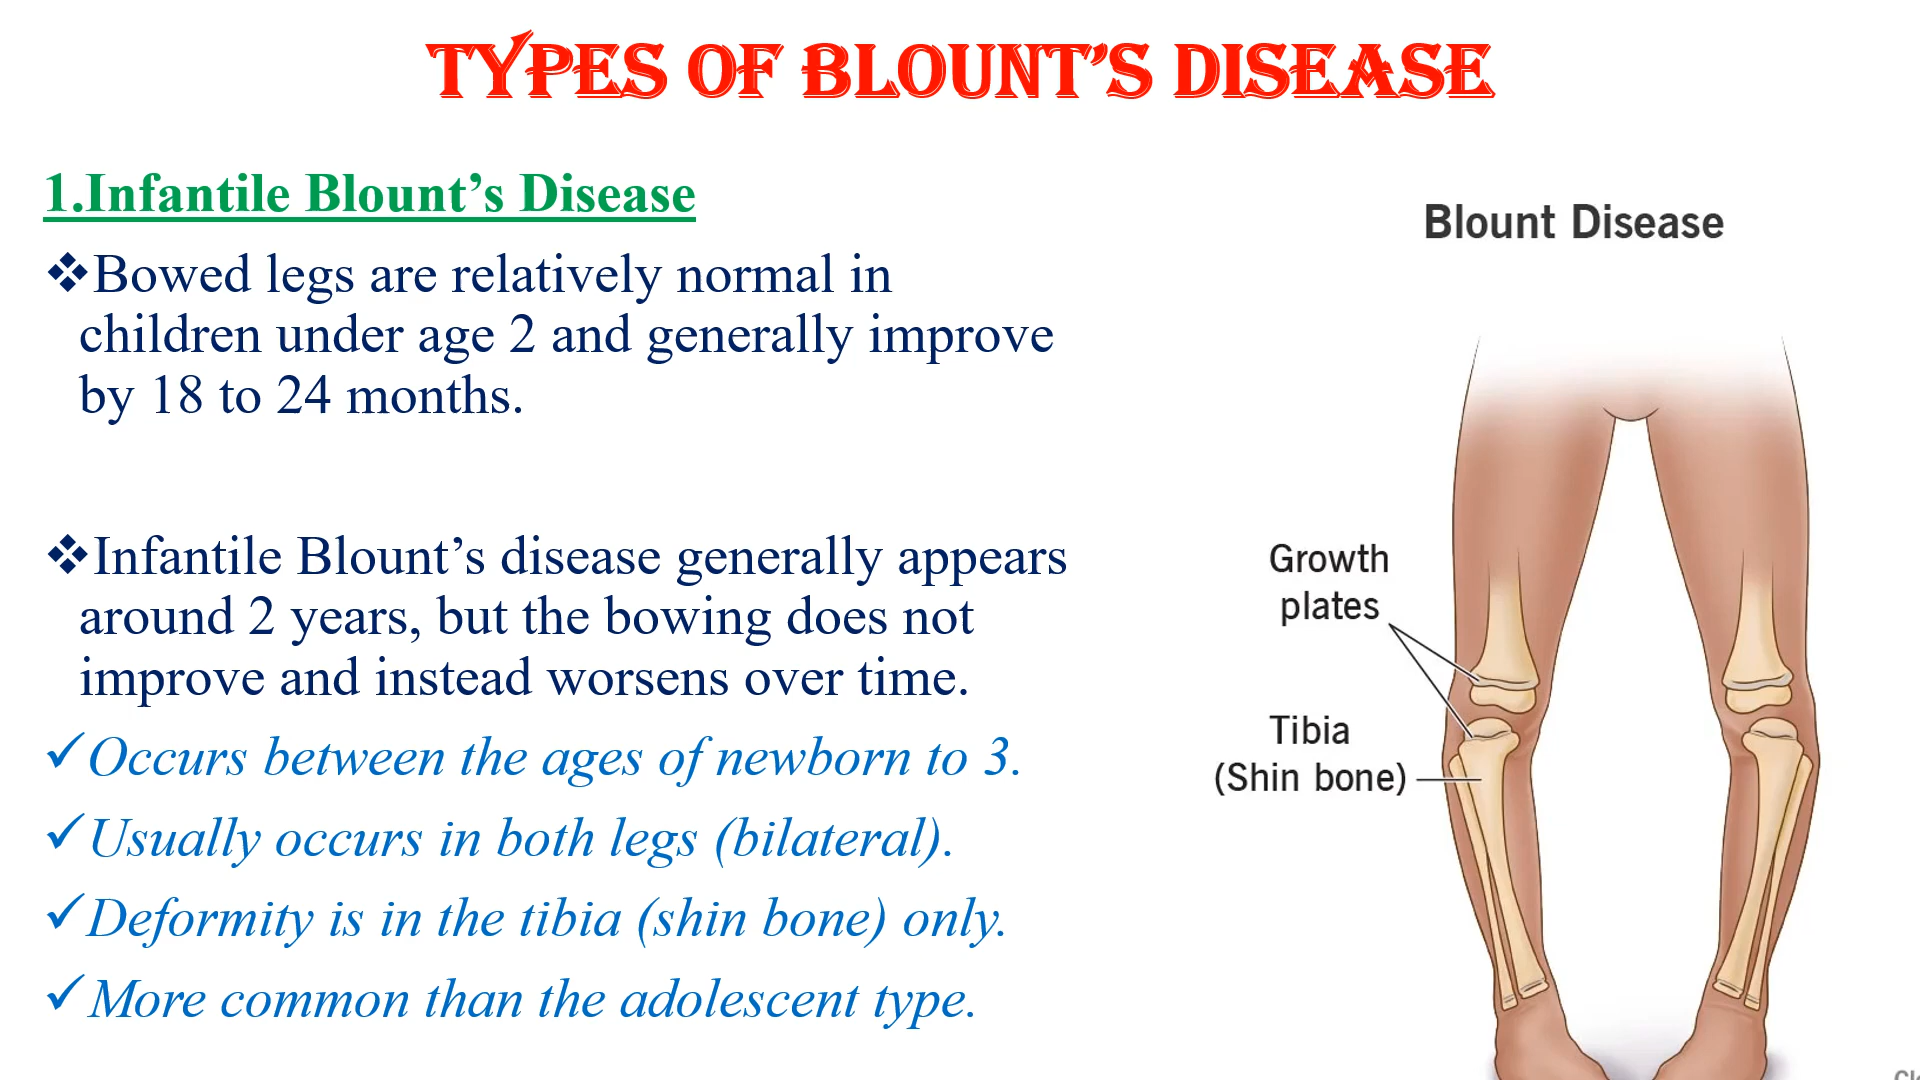 TYPES OF BLOUNT’S DISEASE
1.Infantile Blount’s Disease
❖Bowed legs are relatively normal in
children under age 2 and generally improve
by 18 to 24 months.
❖Infantile Blount’s disease generally appears
around 2 years, but the bowing does not
improve and instead worsens over time.
✓Occurs between the ages of newborn to 3.
✓Usually occurs in both legs (bilateral).
✓Deformity is in the tibia (shin bone) only.
✓More common than the adolescent type.
Blount Disease
Growth
plates
Tibia
(Shin bone)